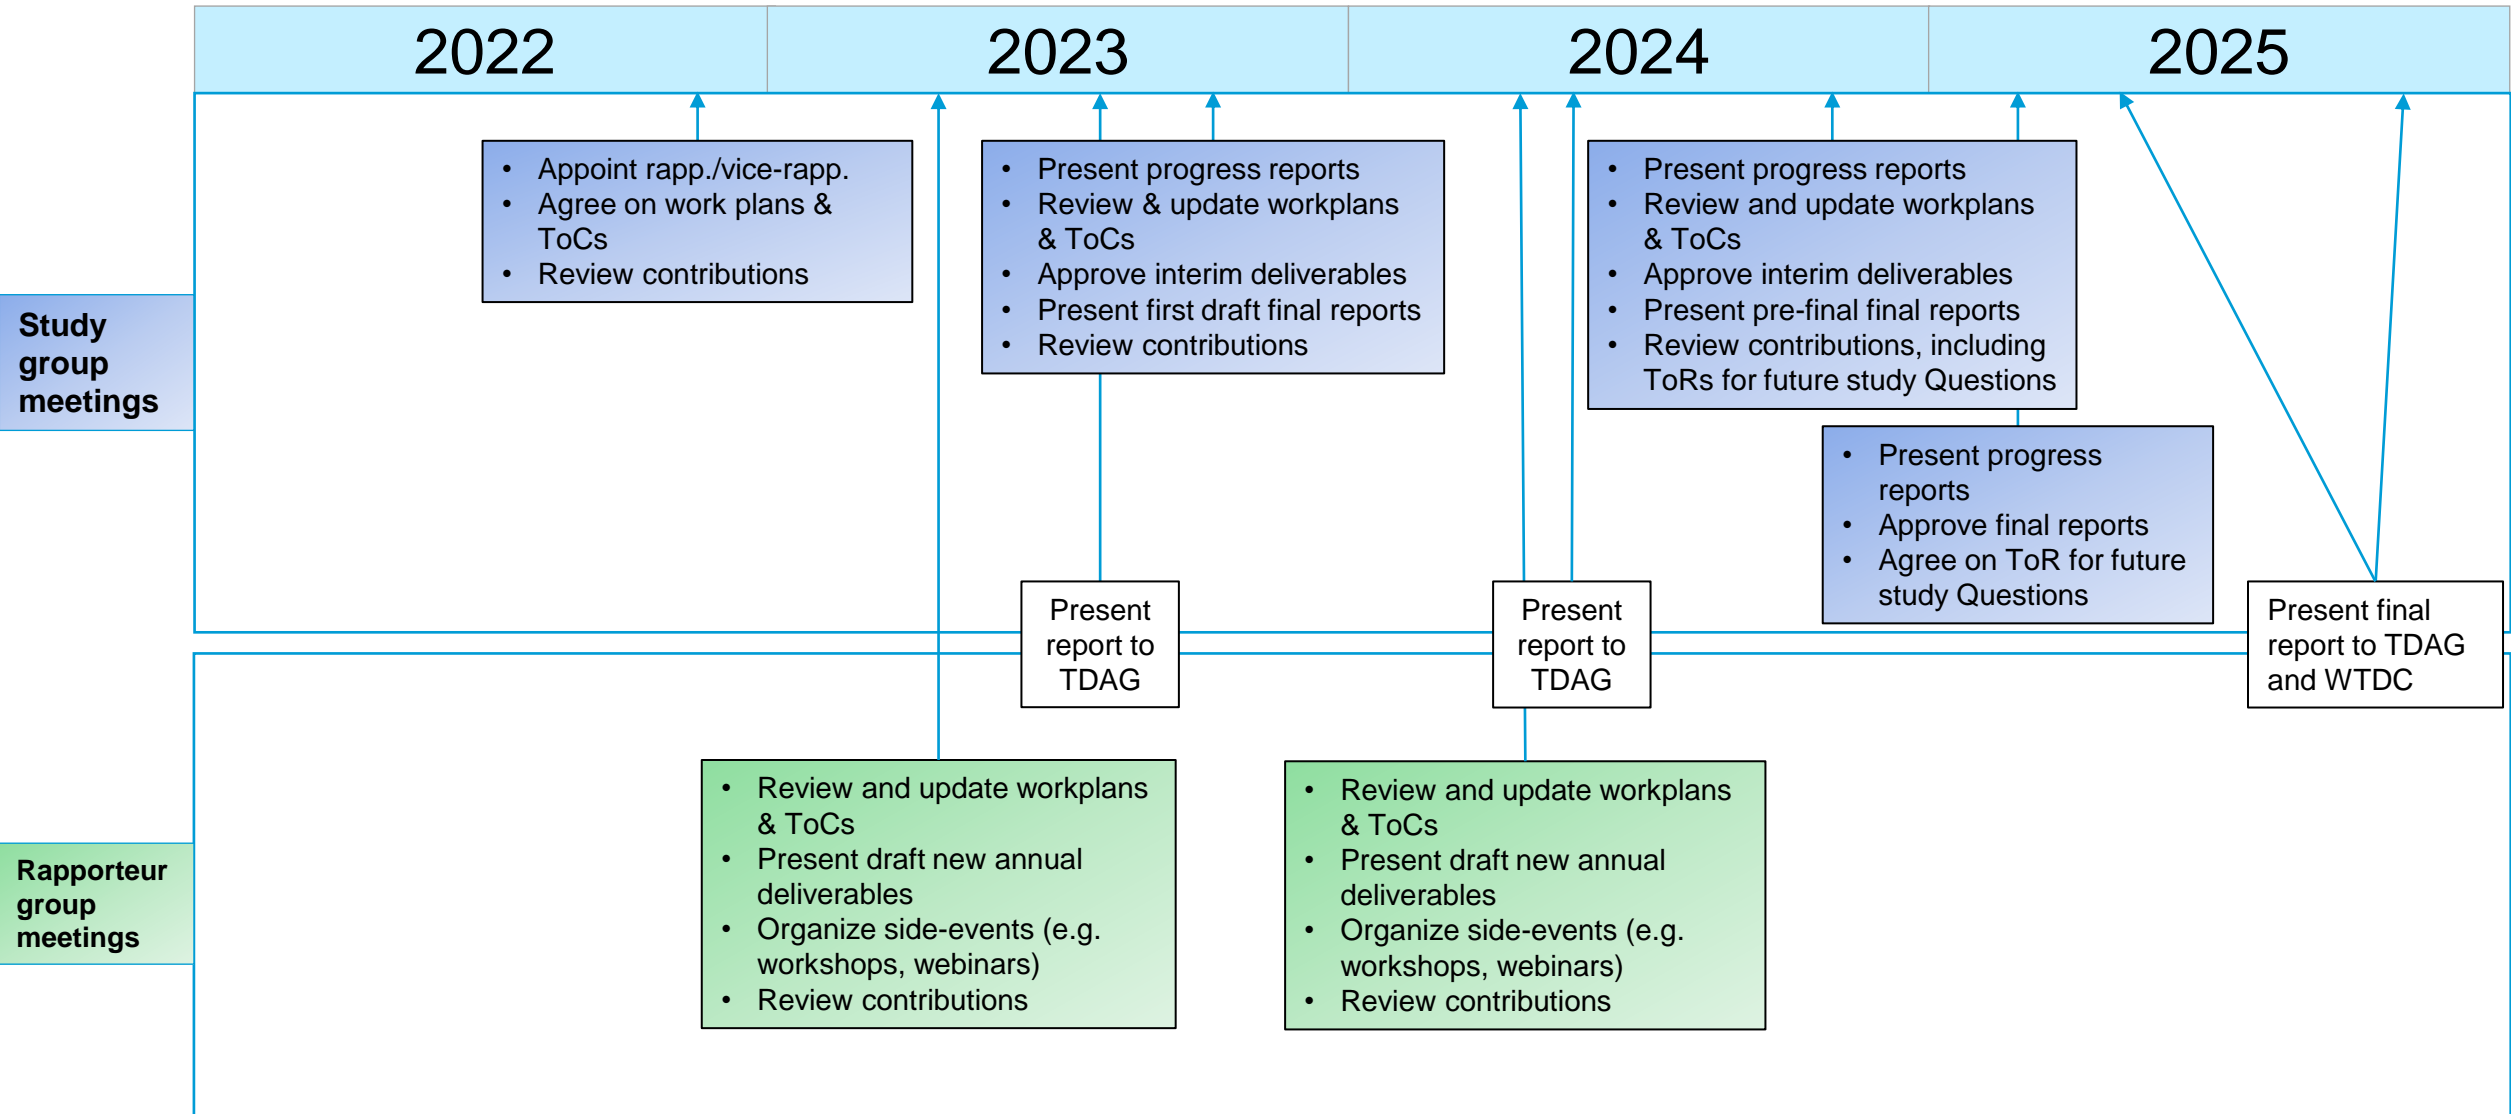 2022
2023
2024
2025
Study
group
meetings
• Appoint rapp./vice-rapp.
• Agree on work plans &
ToCs
• Review contributions
• Present progress reports
• Review & update workplans
& ToCs
• Approve interim deliverables
• Present first draft final reports
• Review contributions
• Present progress reports
• Review and update workplans
& ToCs
• Approve interim deliverables
• Present pre-final final reports
• Review contributions, including
ToRs for future study Questions
• Present progress
reports
• Approve final reports
• Agree on ToR for future
study Questions
Present
report to
TDAG
Present
report to
TDAG
Present final
report to TDAG
and WTDC
Rapporteur
group
meetings
• Review and update workplans
& ToCs
• Present draft new annual
deliverables
• Organize side-events (e.g.
workshops, webinars)
• Review contributions
• Review and update workplans
& ToCs
• Present draft new annual
deliverables
• Organize side-events (e.g.
workshops, webinars)
• Review contributions